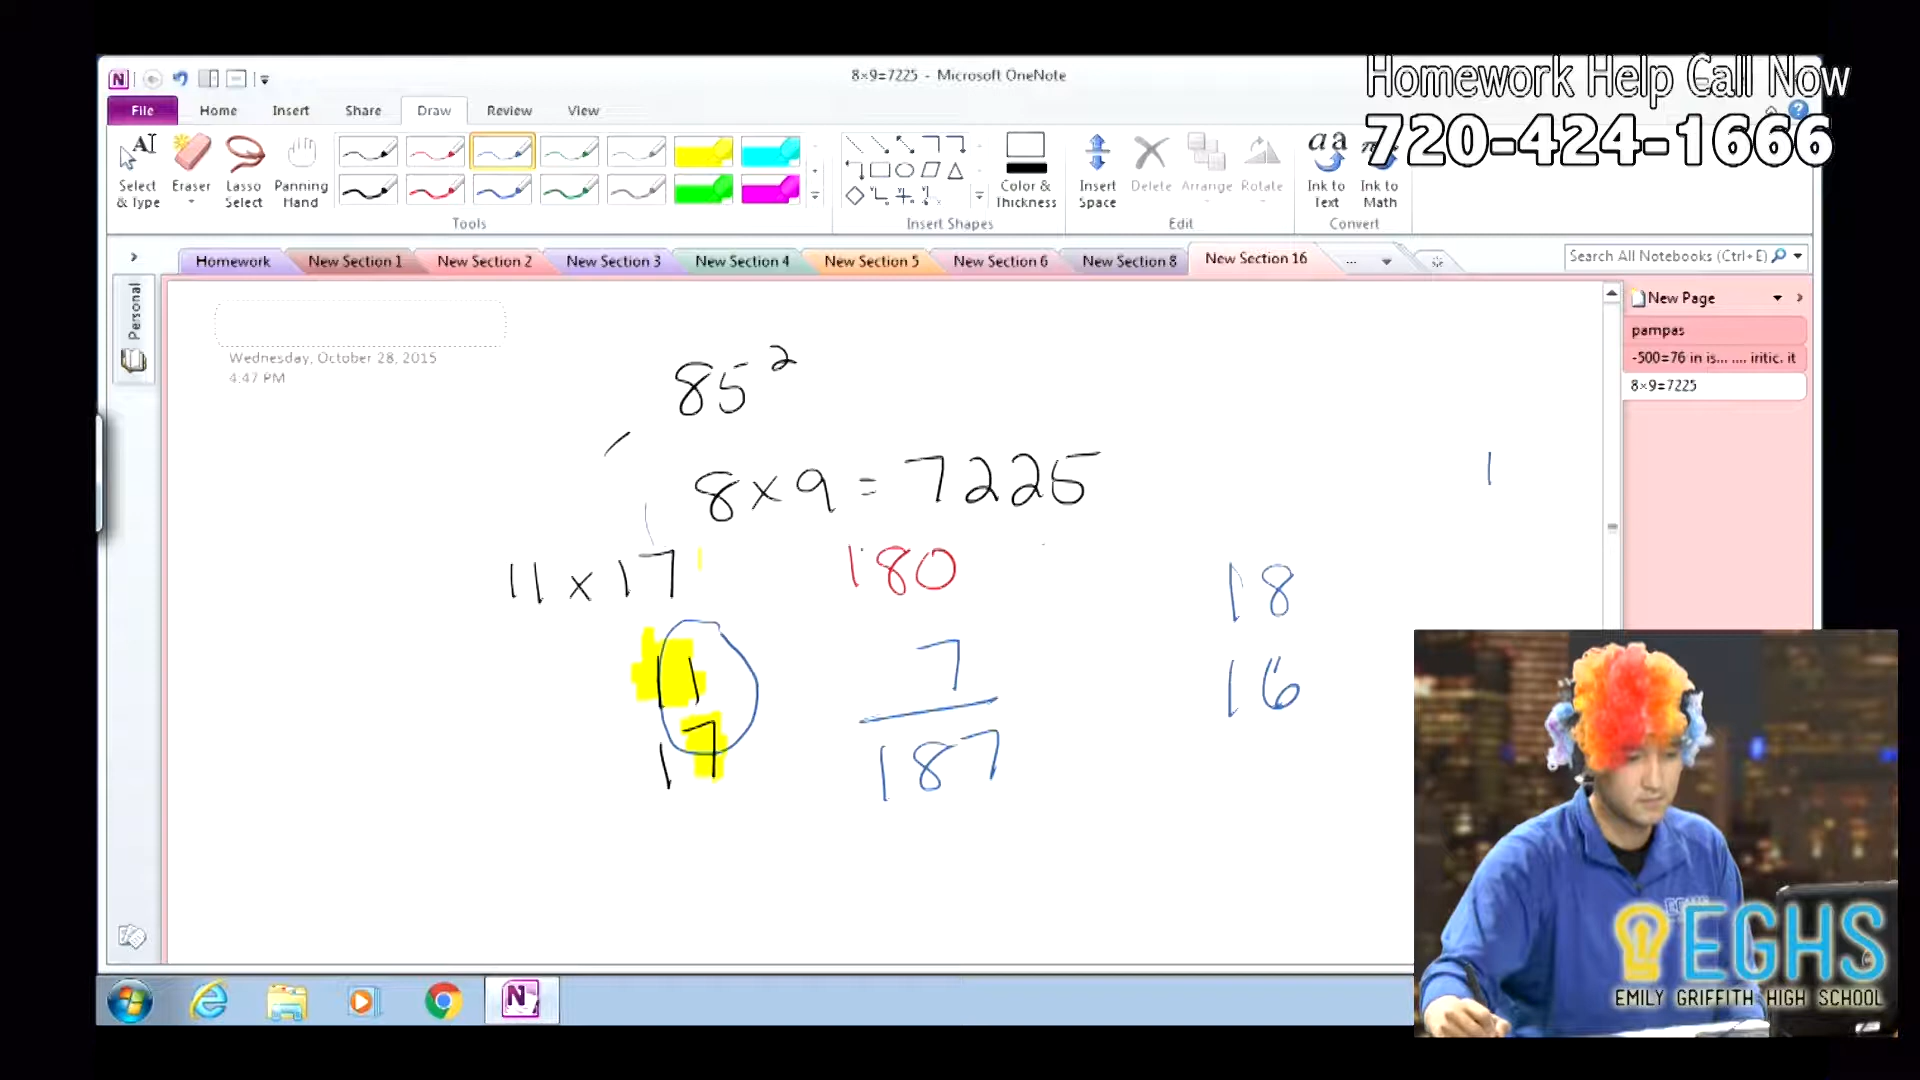 8×9=7225 - Microsoft OneNote
Homework Help Call Now
720-424-1666
File Home Insert Share Draw Review View
Select & Type
Eraser
Lasso Select
Panning Hand
Color & Thickness
Insert Space
Delete
Arrange
Rotate
Ink to Text
Ink to Math
Tools
Insert Shapes
Edit
Convert
Homework New Section 1 New Section 2 New Section 3 New Section 4 New Section 5 New Section 6 New Section 8 New Section 16 ...
Search All Notebooks (Ctrl+E)
Personal
New Page
pampas
-500=76 in is... .... iritic. it
8×9=7225
Wednesday, October 28, 2015
4:47 PM
85²
8×9=7225
1
11×17
180
18
11
7
16
17
187
EGHS
EMILY GRIFFITH HIGH SCHOOL